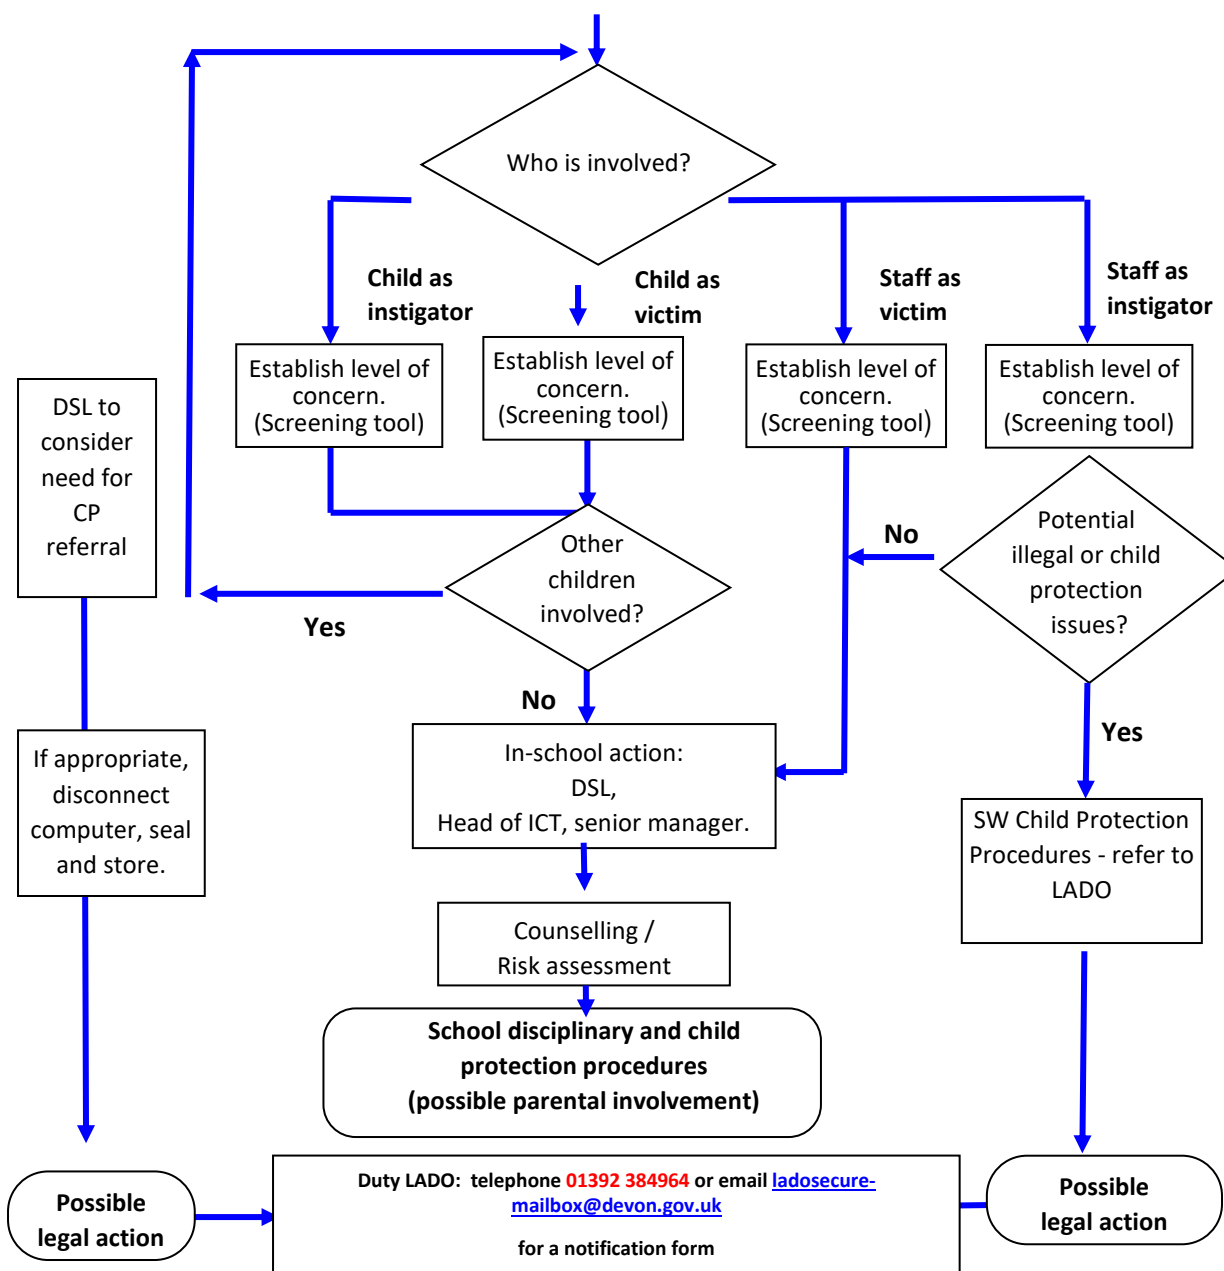 Who is involved?
Child as
instigator
Child as
victim
Staff as
victim
Staff as
instigator
Establish level of
concern.
(Screening tool)
Establish level of
concern.
(Screening tool)
Establish level of
concern.
(Screening tool)
Establish level of
concern.
(Screening tool)
DSL to
consider
need for
CP
referral
Other
children
involved?
Yes
No
Potential
illegal or child
protection
issues?
No
Yes
If appropriate,
disconnect
computer, seal
and store.
In-school action:
DSL,
Head of ICT, senior manager.
SW Child Protection
Procedures - refer to
LADO
Counselling /
Risk assessment
School disciplinary and child
protection procedures
(possible parental involvement)
Possible
legal action
Duty LADO: telephone 01392 384964 or email ladosecure-
mailbox@devon.gov.uk
for a notification form
Possible
legal action